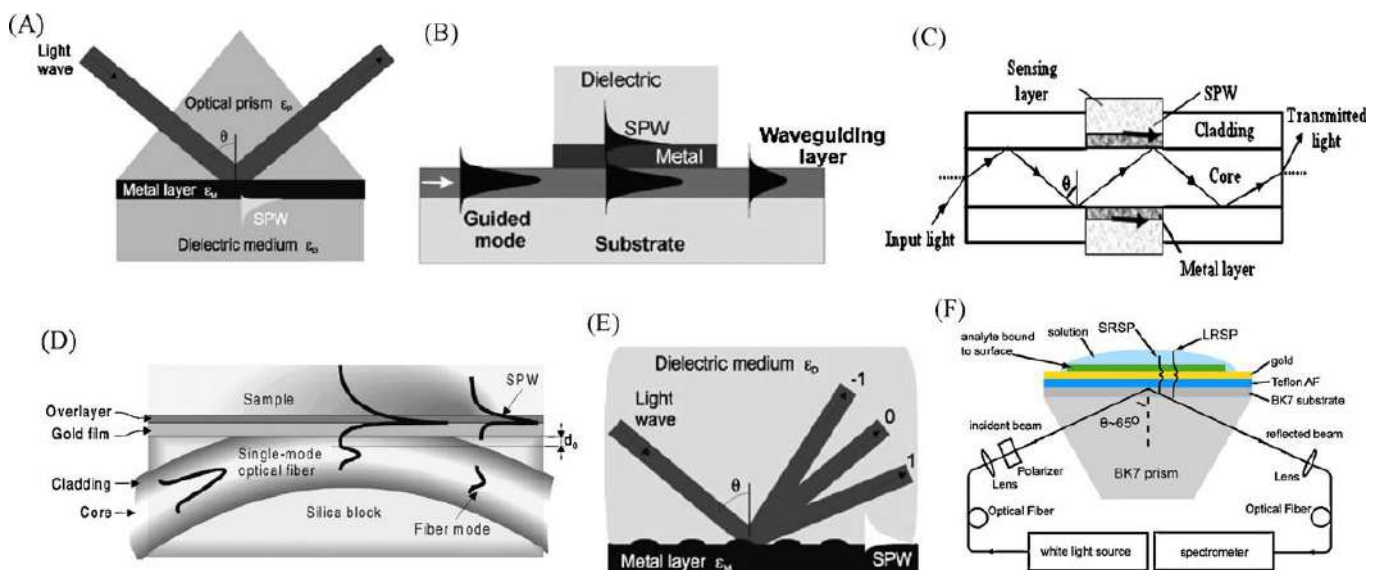 (A)
Light
wave
Optical prism εP
θ
Metal layer εM
SPW
Dielectric medium εD
(B)
Dielectric
SPW
Metal
Waveguiding
layer
Guided
mode
Substrate
(C)
Sensing
layer
SPW
Cladding
Transmitted
light
θ
Core
Input light
Metal layer
(D)
SPW
Sample
Overlayer
Gold film
d₀
Single-mode
optical fiber
Cladding
Core
Silica block
Fiber mode
(E)
Dielectric medium εD
-1
Light
wave
0
θ
1
Metal layer εM
SPW
(F)
SRSP
LRSP
solution
analyte bound
to surface
gold
Teflon AF
BK7 substrate
θ~65⁰
incident beam
reflected beam
Polarizer
Lens
Lens
BK7 prism
Optical Fiber
Optical Fiber
white light source
spectrometer